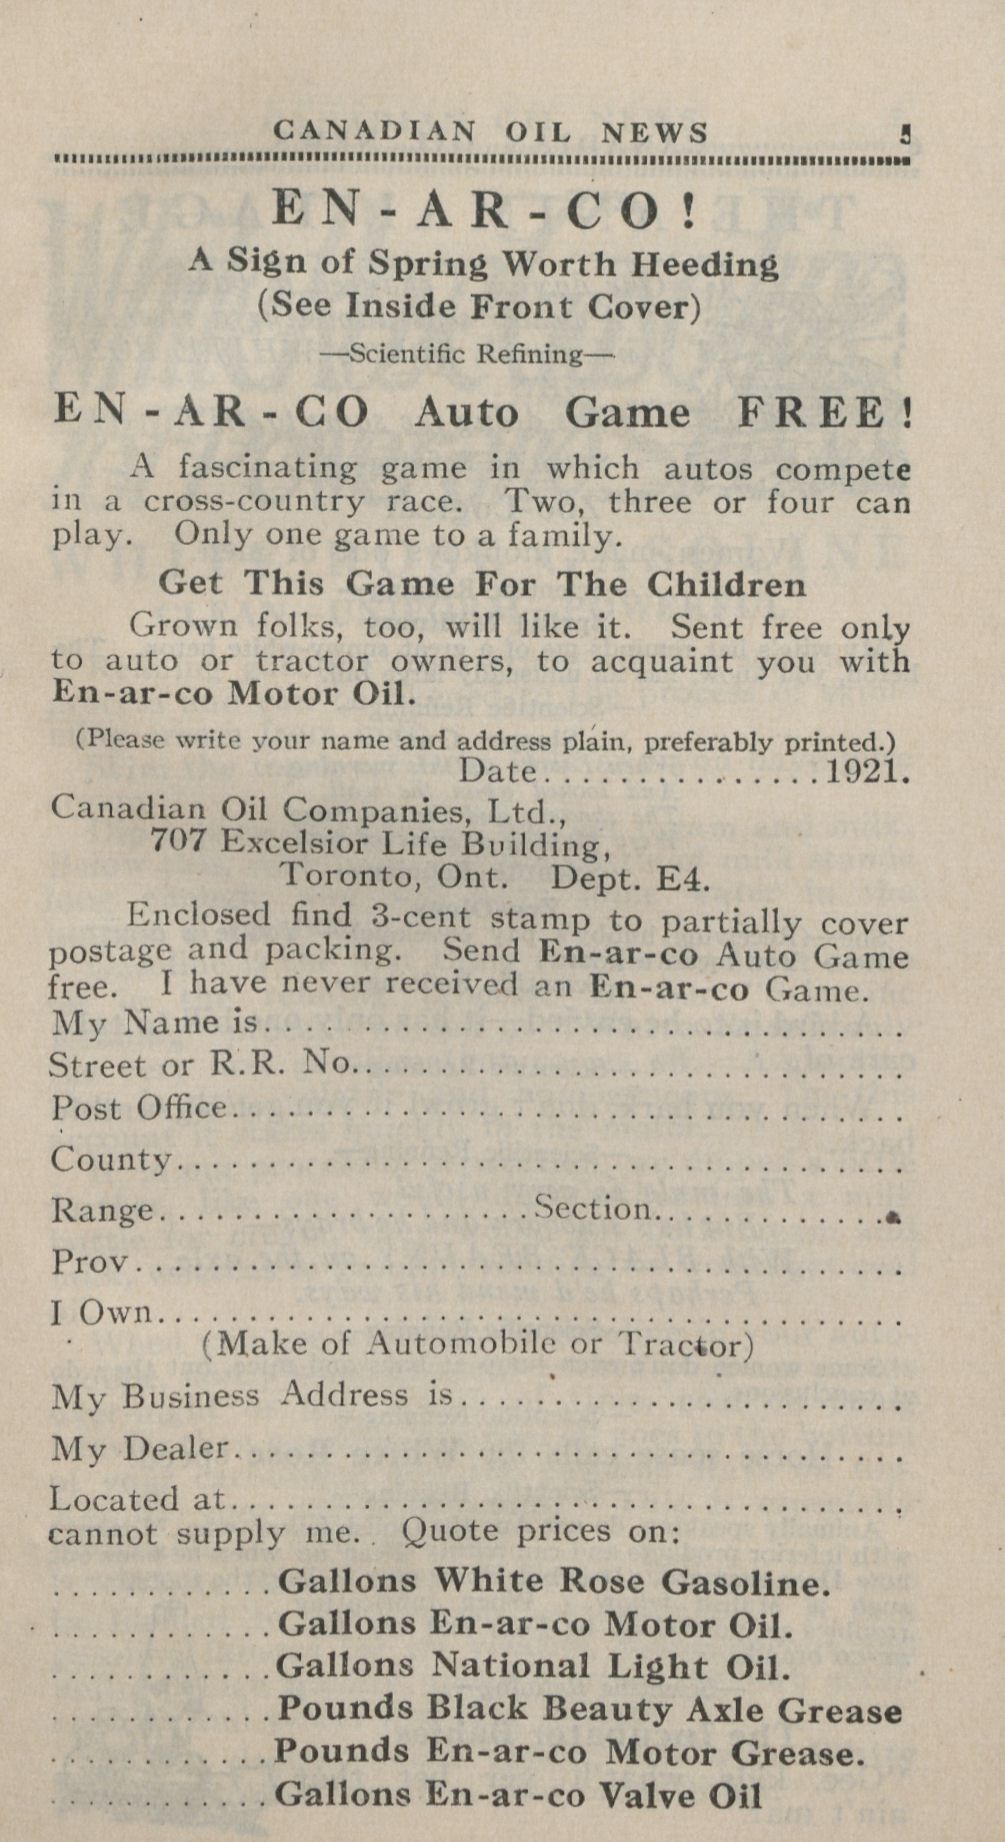 CANADIAN OIL NEWS 5
EN-AR-CO!
A Sign of Spring Worth Heeding
(See Inside Front Cover)
—Scientific Refining—
EN-AR-CO Auto Game FREE!
A fascinating game in which autos compete
in a cross-country race. Two, three or four can
play. Only one game to a family.
Get This Game For The Children
Grown folks, too, will like it. Sent free only
to auto or tractor owners, to acquaint you with
En-ar-co Motor Oil.
(Please write your name and address plain, preferably printed.)
Date................1921.
Canadian Oil Companies, Ltd.,
707 Excelsior Life Building,
Toronto, Ont. Dept. E4.
Enclosed find 3-cent stamp to partially cover
postage and packing. Send En-ar-co Auto Game
free. I have never received an En-ar-co Game.
My Name is..................................
Street or R.R. No..............................
Post Office....................................
County.......................................
Range....................Section..............
Prov.........................................
I Own........................................
(Make of Automobile or Tractor)
My Business Address is........................
My Dealer....................................
Located at....................................
cannot supply me. Quote prices on:
............Gallons White Rose Gasoline.
............Gallons En-ar-co Motor Oil.
............Gallons National Light Oil.
............Pounds Black Beauty Axle Grease
............Pounds En-ar-co Motor Grease.
............Gallons En-ar-co Valve Oil